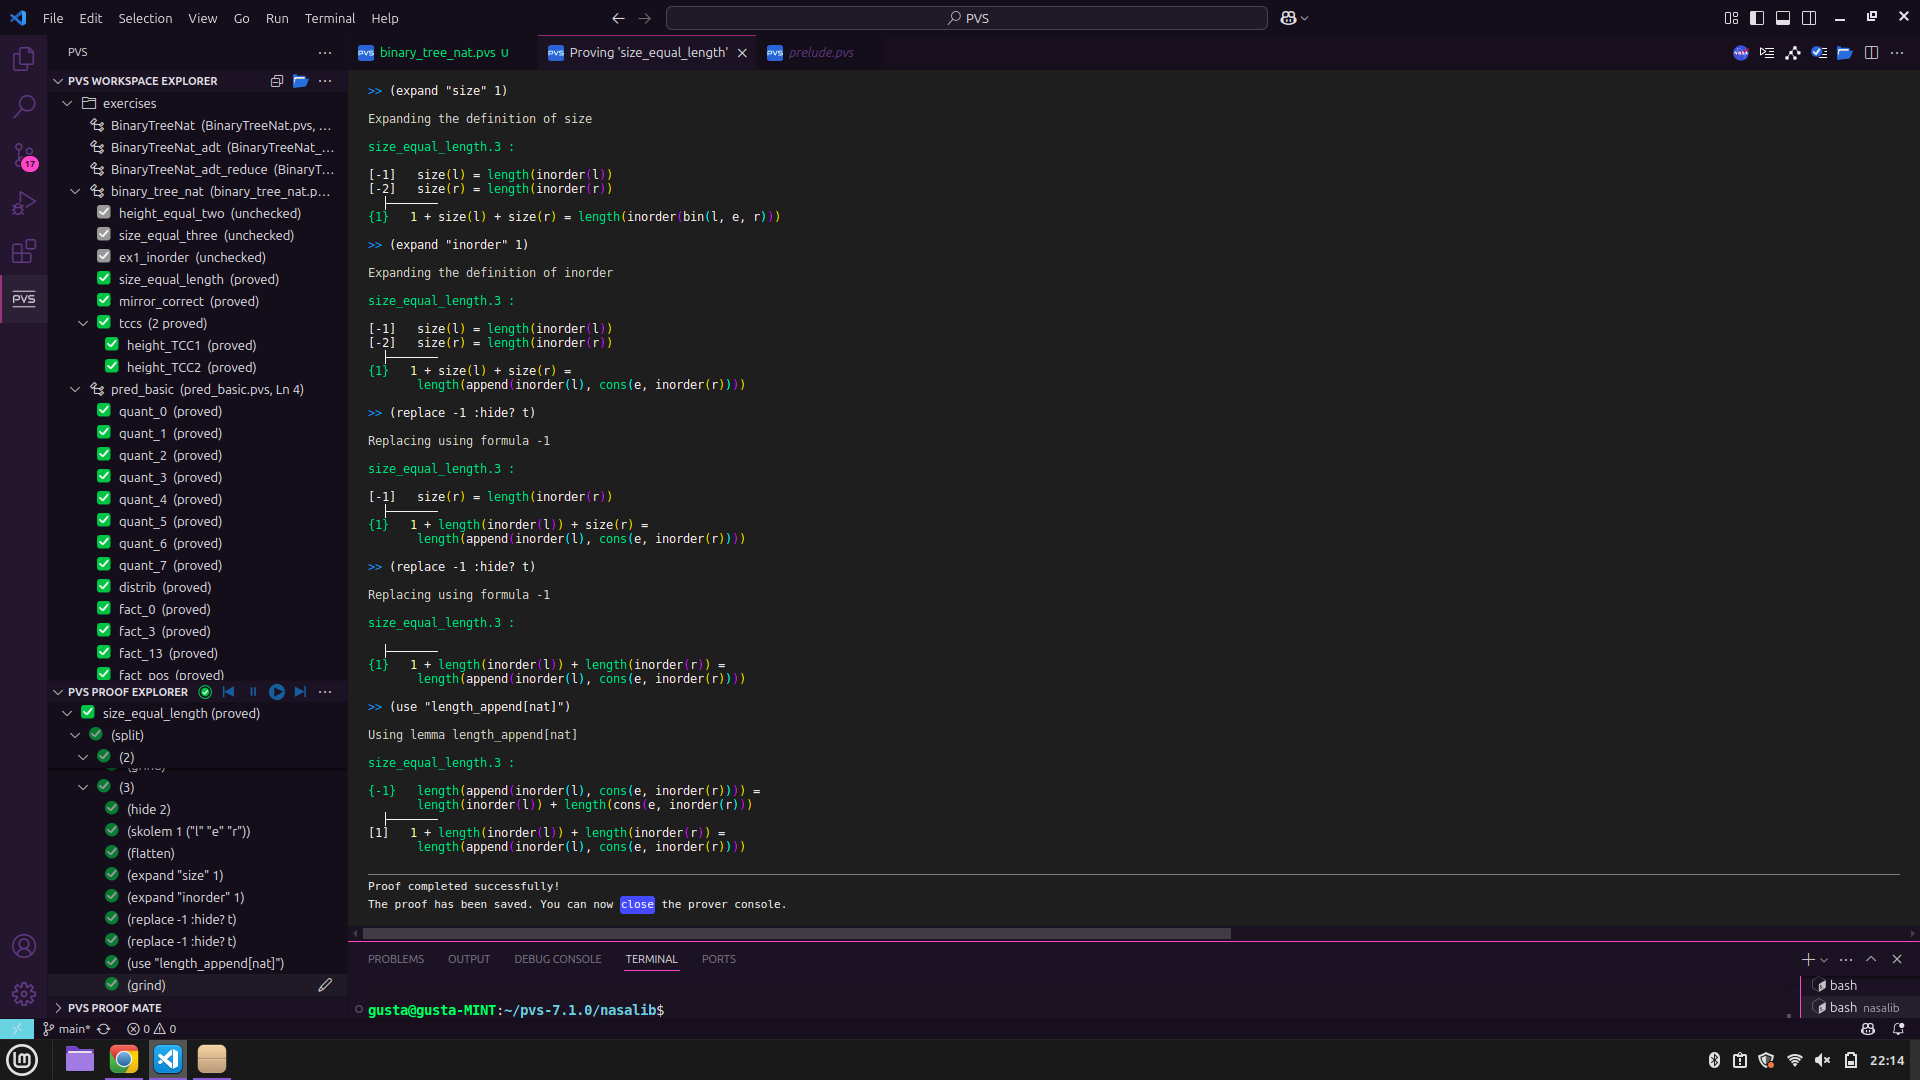 File Edit Selection View Go Run Terminal Help
PVS
PVS
binary_tree_nat.pvs U
Proving 'size_equal_length'
prelude.pvs
PVS WORKSPACE EXPLORER
exercises
BinaryTreeNat (BinaryTreeNat.pvs, ...
BinaryTreeNat_adt (BinaryTreeNat_...
BinaryTreeNat_adt_reduce (BinaryT...
binary_tree_nat (binary_tree_nat.p...
height_equal_two (unchecked)
size_equal_three (unchecked)
ex1_inorder (unchecked)
size_equal_length (proved)
mirror_correct (proved)
tccs (2 proved)
height_TCC1 (proved)
height_TCC2 (proved)
pred_basic (pred_basic.pvs, Ln 4)
quant_0 (proved)
quant_1 (proved)
quant_2 (proved)
quant_3 (proved)
quant_4 (proved)
quant_5 (proved)
quant_6 (proved)
quant_7 (proved)
distrib (proved)
fact_0 (proved)
fact_3 (proved)
fact_13 (proved)
fact_pos (proved)
17
PVS
PVS PROOF EXPLORER
size_equal_length (proved)
(split)
(2)
(grind)
(3)
(hide 2)
(skolem 1 ("l" "e" "r"))
(flatten)
(expand "size" 1)
(expand "inorder" 1)
(replace -1 :hide? t)
(replace -1 :hide? t)
(use "length_append[nat]")
(grind)
PVS PROOF MATE
>> (expand "size" 1)
Expanding the definition of size
size_equal_length.3 :
[-1] size(l) = length(inorder(l))
[-2] size(r) = length(inorder(r))
{1} 1 + size(l) + size(r) = length(inorder(bin(l, e, r)))
>> (expand "inorder" 1)
Expanding the definition of inorder
size_equal_length.3 :
[-1] size(l) = length(inorder(l))
[-2] size(r) = length(inorder(r))
{1} 1 + size(l) + size(r) =
length(append(inorder(l), cons(e, inorder(r))))
>> (replace -1 :hide? t)
Replacing using formula -1
size_equal_length.3 :
[-1] size(r) = length(inorder(r))
{1} 1 + length(inorder(l)) + size(r) =
length(append(inorder(l), cons(e, inorder(r))))
>> (replace -1 :hide? t)
Replacing using formula -1
size_equal_length.3 :
{1} 1 + length(inorder(l)) + length(inorder(r)) =
length(append(inorder(l), cons(e, inorder(r))))
>> (use "length_append[nat]")
Using lemma length_append[nat]
size_equal_length.3 :
{-1} length(append(inorder(l), cons(e, inorder(r)))) =
length(inorder(l)) + length(cons(e, inorder(r)))
[1] 1 + length(inorder(l)) + length(inorder(r)) =
length(append(inorder(l), cons(e, inorder(r))))
Proof completed successfully!
The proof has been saved. You can now close the prover console.
PROBLEMS OUTPUT DEBUG CONSOLE TERMINAL PORTS
gusta@gusta-MINT:~/pvs-7.1.0/nasalib$
bash
bash nasalib
main* 0 0
22:14